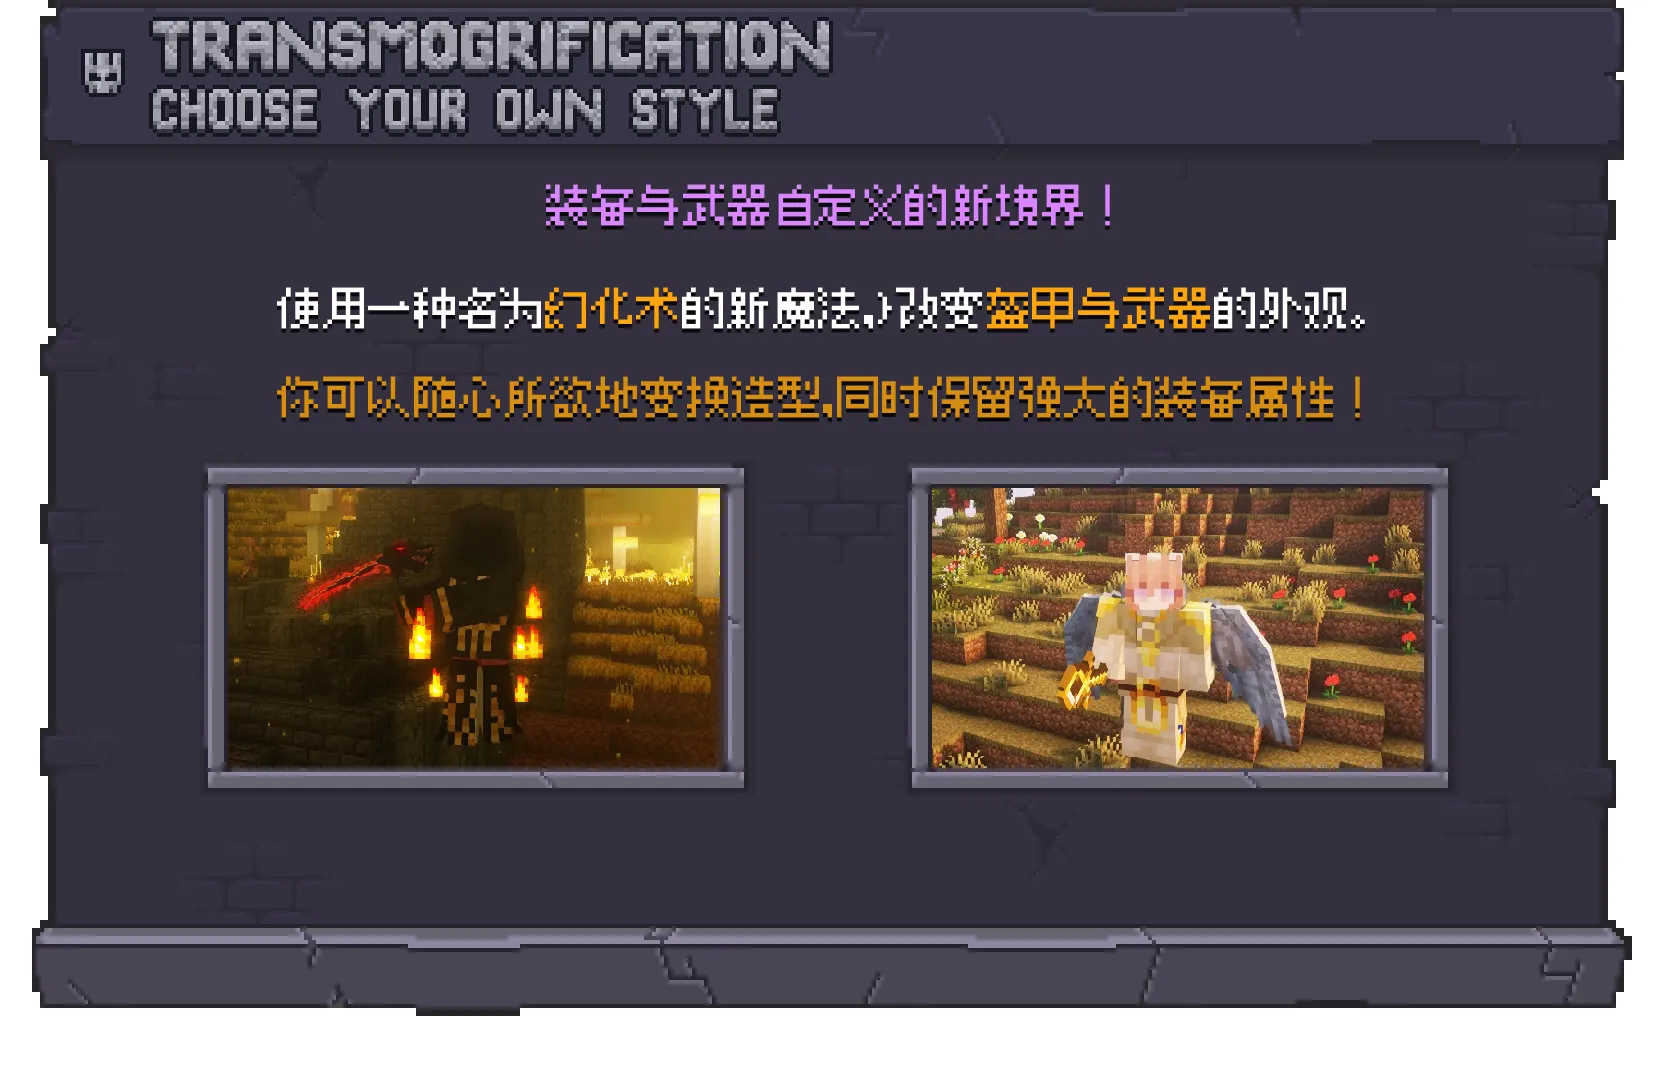 TRANSMOGRIFICATION
CHOOSE YOUR OWN STYLE
装备与武器自定义的新境界！
使用一种名为幻化术的新魔法，改变盔甲与武器的外观。
你可以随心所欲地变换造型，同时保留强大的装备属性！